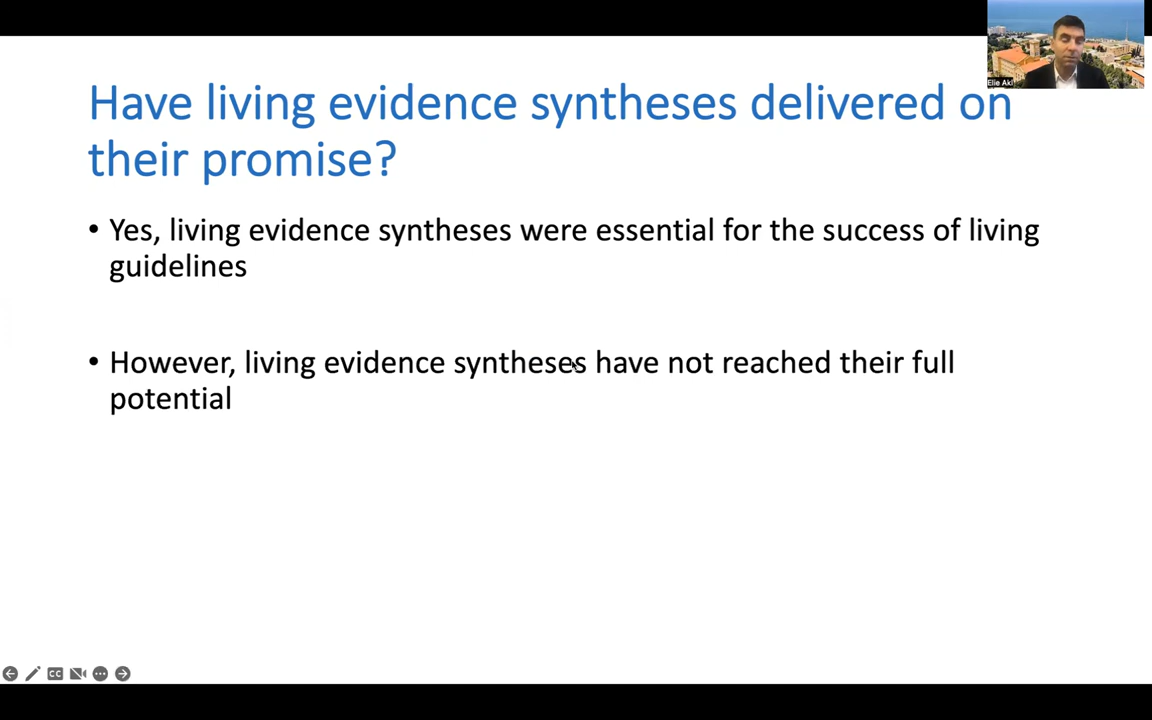 Elie Akl
Have living evidence syntheses delivered on
their promise?
• Yes, living evidence syntheses were essential for the success of living
guidelines
• However, living evidence syntheses have not reached their full
potential
CC